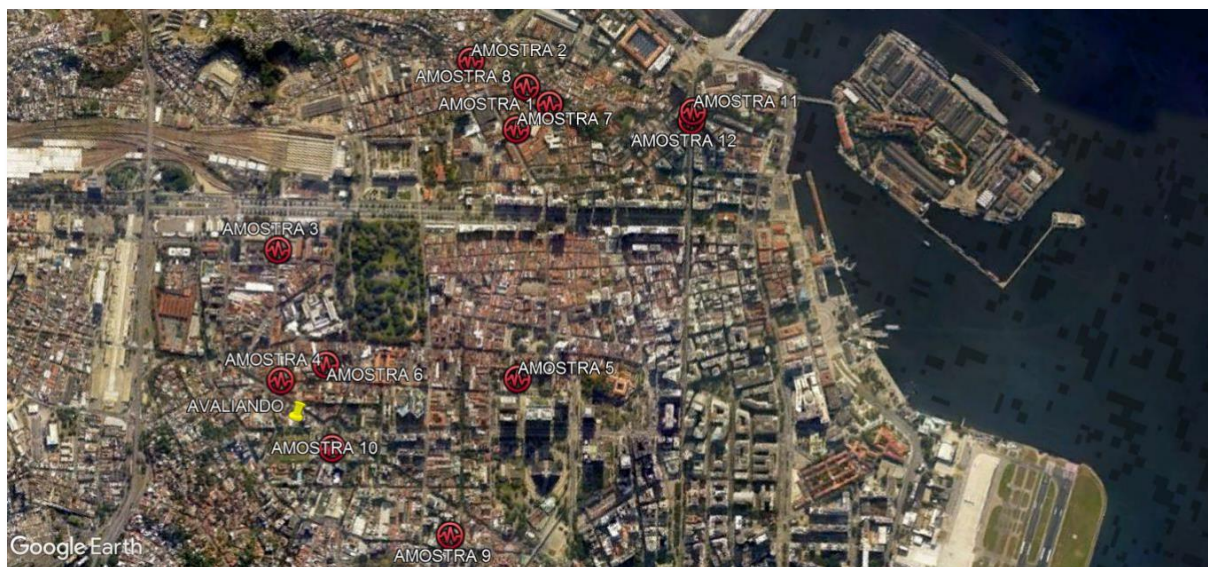 AMOSTRA 2
AMOSTRA 8
AMOSTRA 1
AMOSTRA 11
AMOSTRA 7
AMOSTRA 12
AMOSTRA 3
AMOSTRA 4
AMOSTRA 5
AMOSTRA 6
AVALIANDO
AMOSTRA 10
Google Earth
AMOSTRA 9